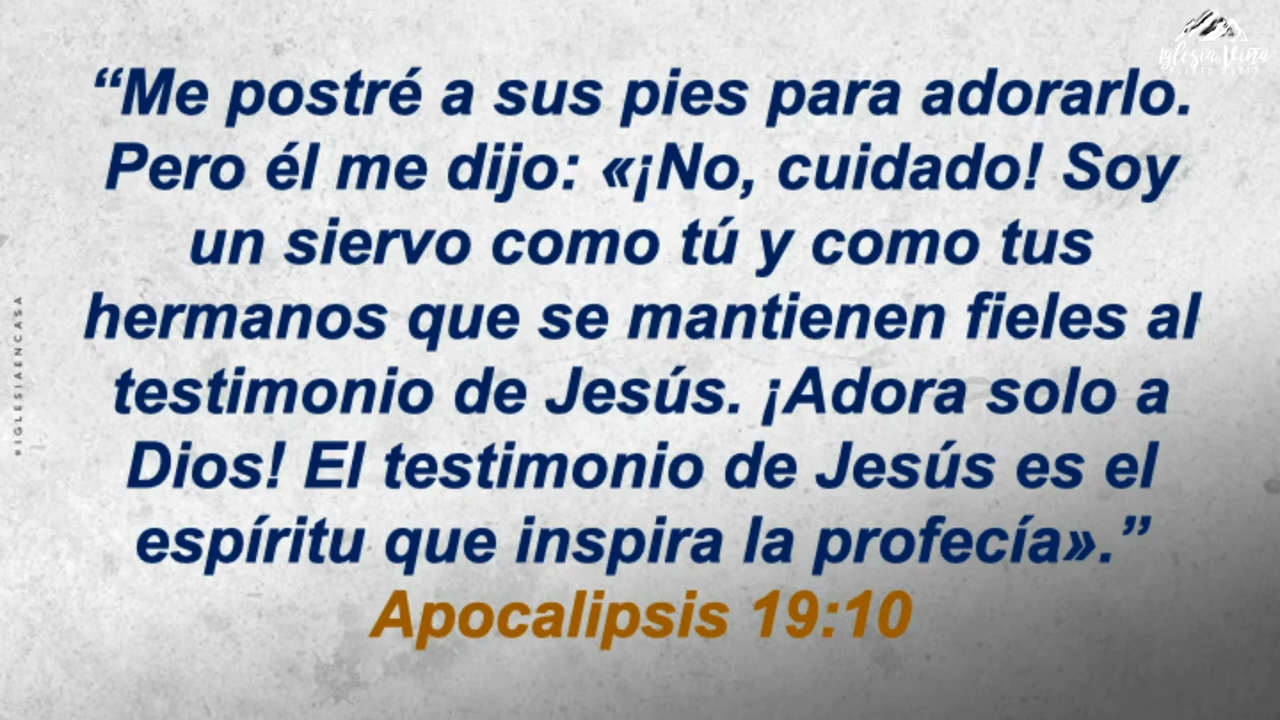 Iglesia Viña
“Me postré a sus pies para adorarlo.
Pero él me dijo: «¡No, cuidado! Soy
un siervo como tú y como tus
hermanos que se mantienen fieles al
testimonio de Jesús. ¡Adora solo a
Dios! El testimonio de Jesús es el
espíritu que inspira la profecía».”
Apocalipsis 19:10
#IGLESIAENCASA